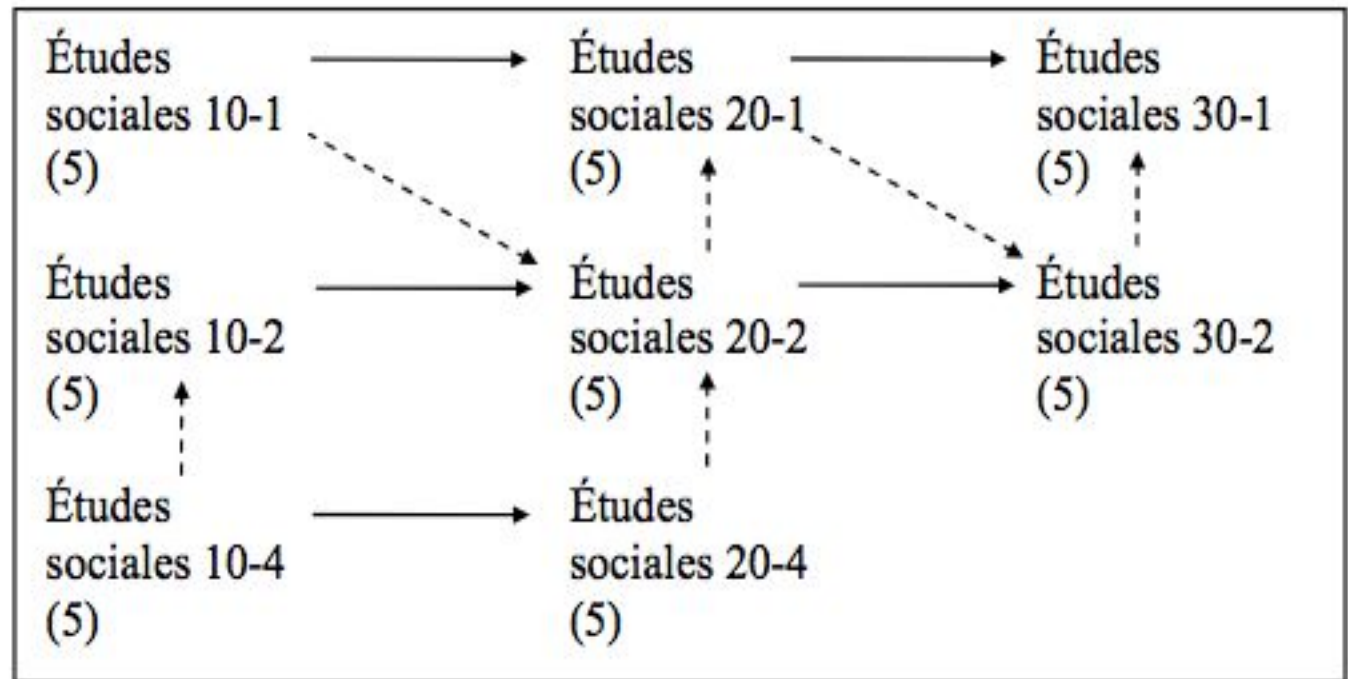 Études
sociales 10-1
(5)
Études
sociales 20-1
(5)
Études
sociales 30-1
(5)
Études
sociales 10-2
(5)
Études
sociales 20-2
(5)
Études
sociales 30-2
(5)
Études
sociales 10-4
(5)
Études
sociales 20-4
(5)